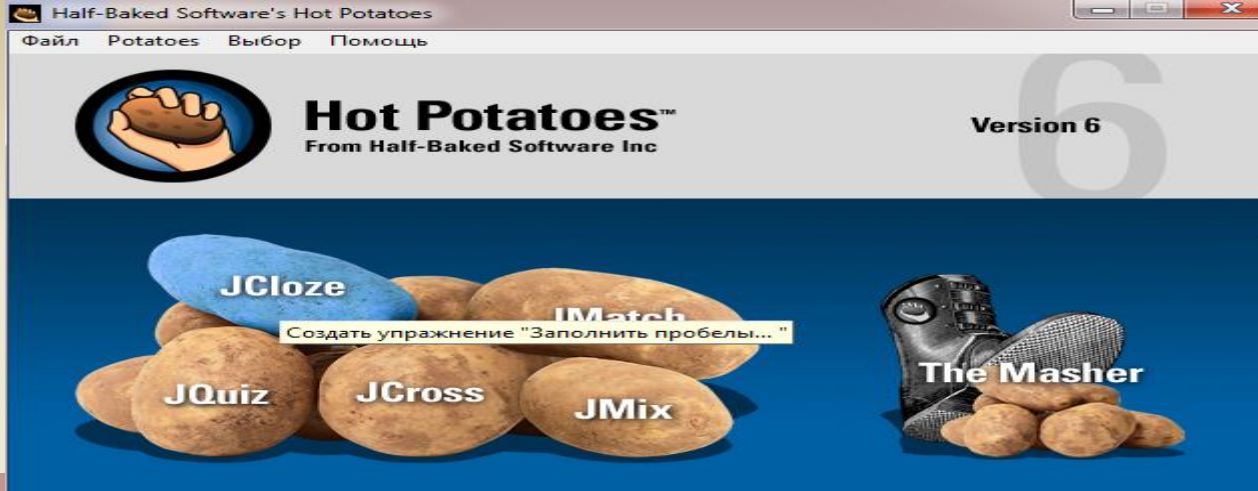 Half-Baked Software's Hot Potatoes
Файл Potatoes Выбор Помощь
6
Hot Potatoes™
From Half-Baked Software Inc
Version 6
JCloze
JMatch
Создать упражнение "Заполнить пробелы... "
The Masher
JQuiz
JCross
JMix